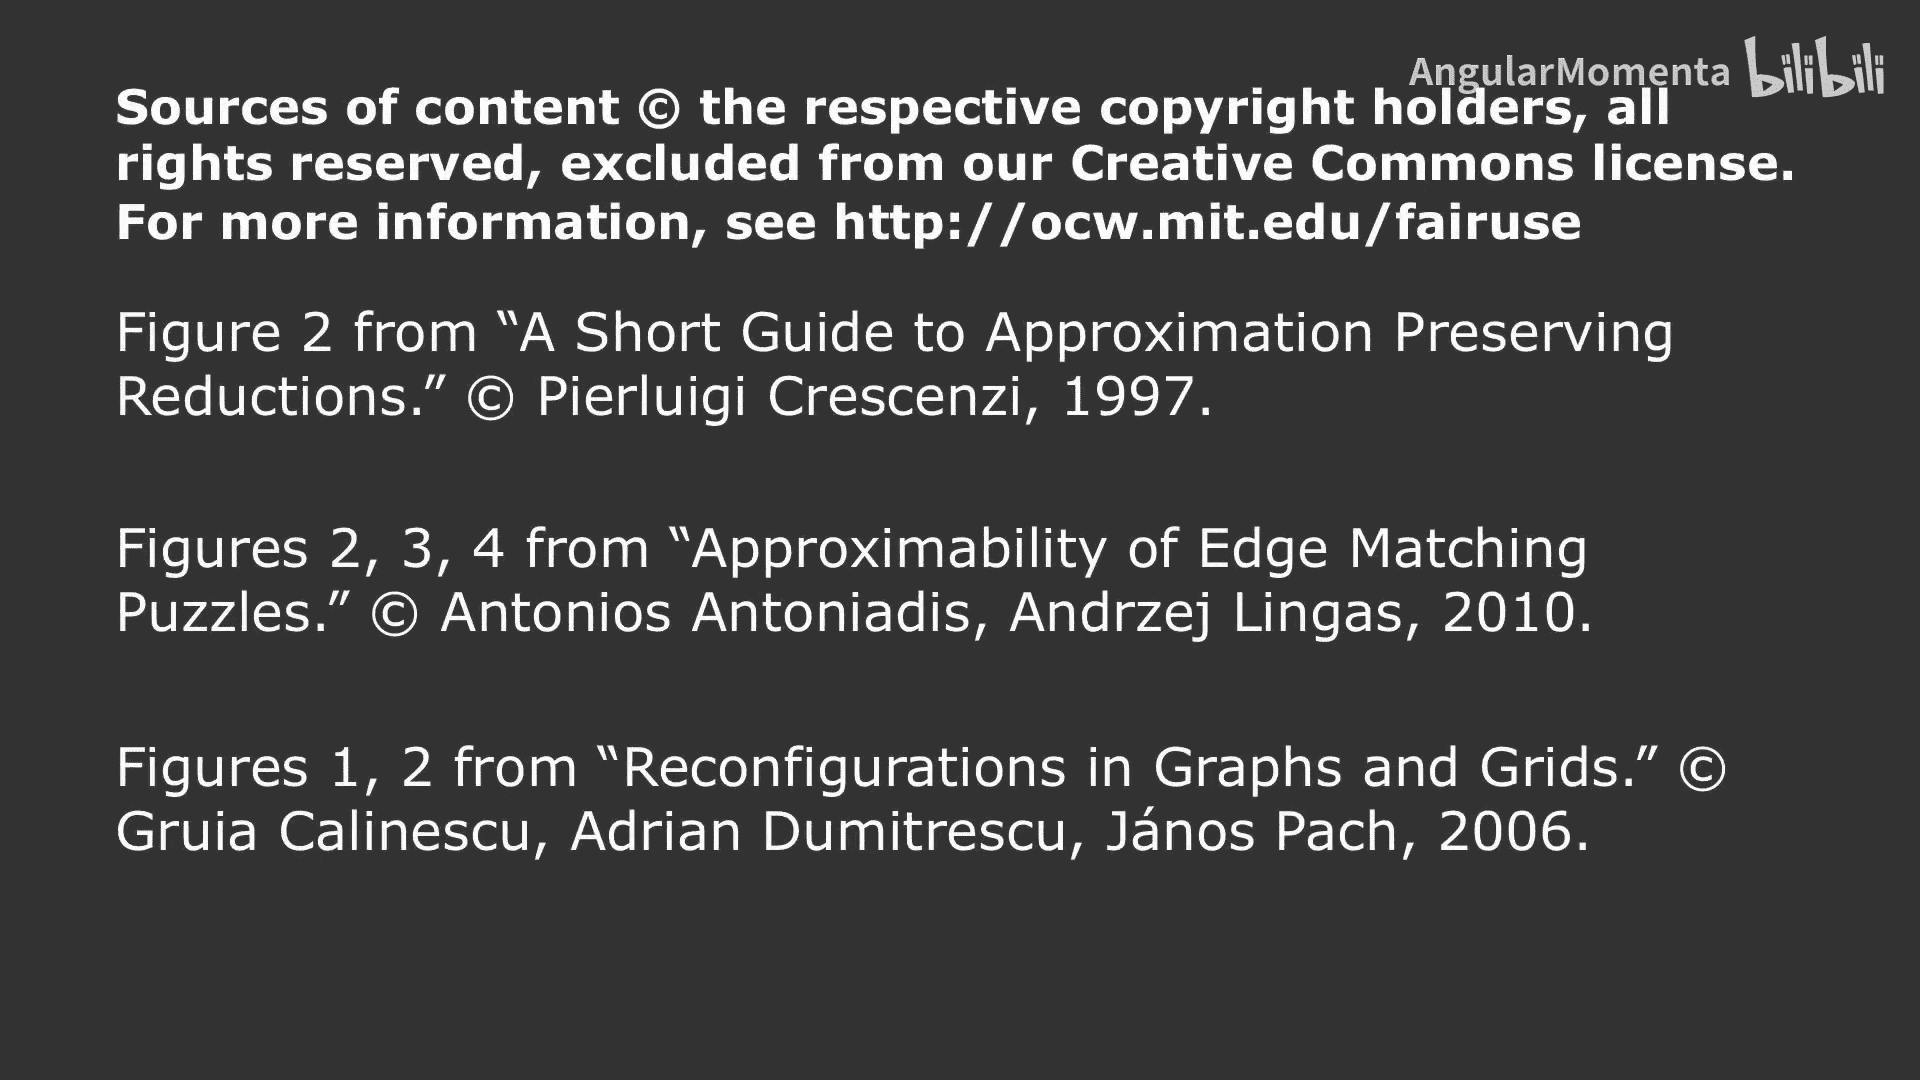 AngularMomenta bilibili
Sources of content © the respective copyright holders, all
rights reserved, excluded from our Creative Commons license.
For more information, see http://ocw.mit.edu/fairuse
Figure 2 from “A Short Guide to Approximation Preserving
Reductions.” © Pierluigi Crescenzi, 1997.
Figures 2, 3, 4 from “Approximability of Edge Matching
Puzzles.” © Antonios Antoniadis, Andrzej Lingas, 2010.
Figures 1, 2 from “Reconfigurations in Graphs and Grids.” ©
Gruia Calinescu, Adrian Dumitrescu, János Pach, 2006.